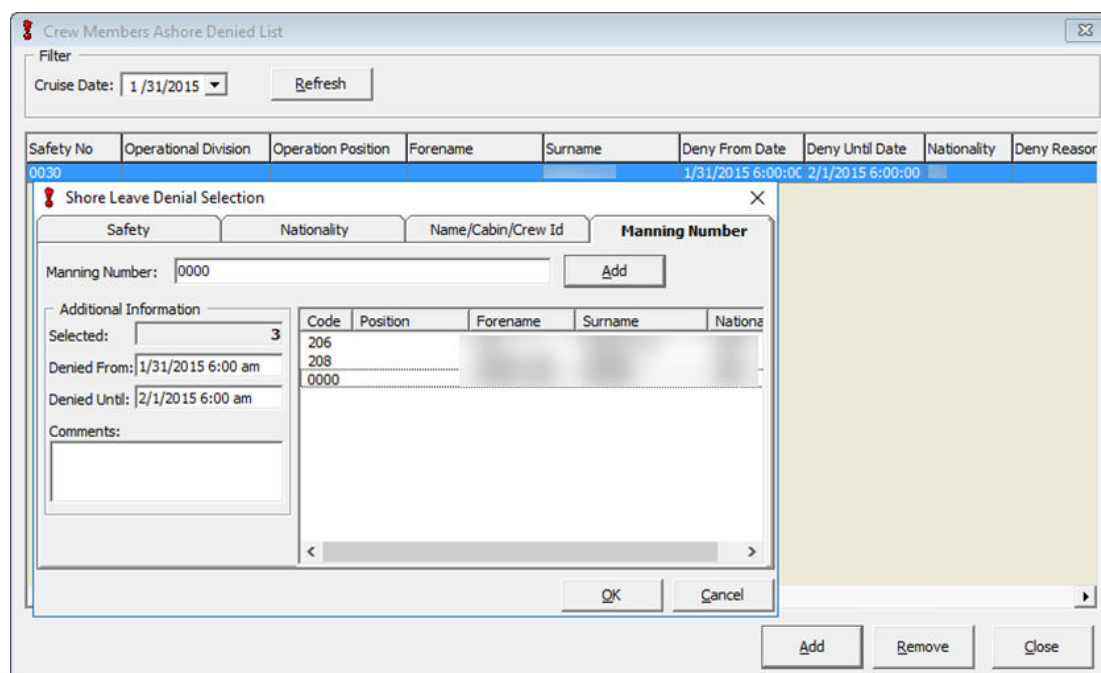 Crew Members Ashore Denied List
Filter
Cruise Date: 1 /31/2015 Refresh
Safety No Operational Division Operation Position Forename Surname Deny From Date Deny Until Date Nationality Deny Reason
0030 1/31/2015 6:00:00 2/1/2015 6:00:00
Shore Leave Denial Selection
Safety Nationality Name/Cabin/Crew Id Manning Number
Manning Number: 0000 Add
Additional Information
Selected: 3
Denied From: 1/31/2015 6:00 am
Denied Until: 2/1/2015 6:00 am
Comments:
Code Position Forename Surname Nationa
206
208
0000
OK Cancel
Add Remove Close